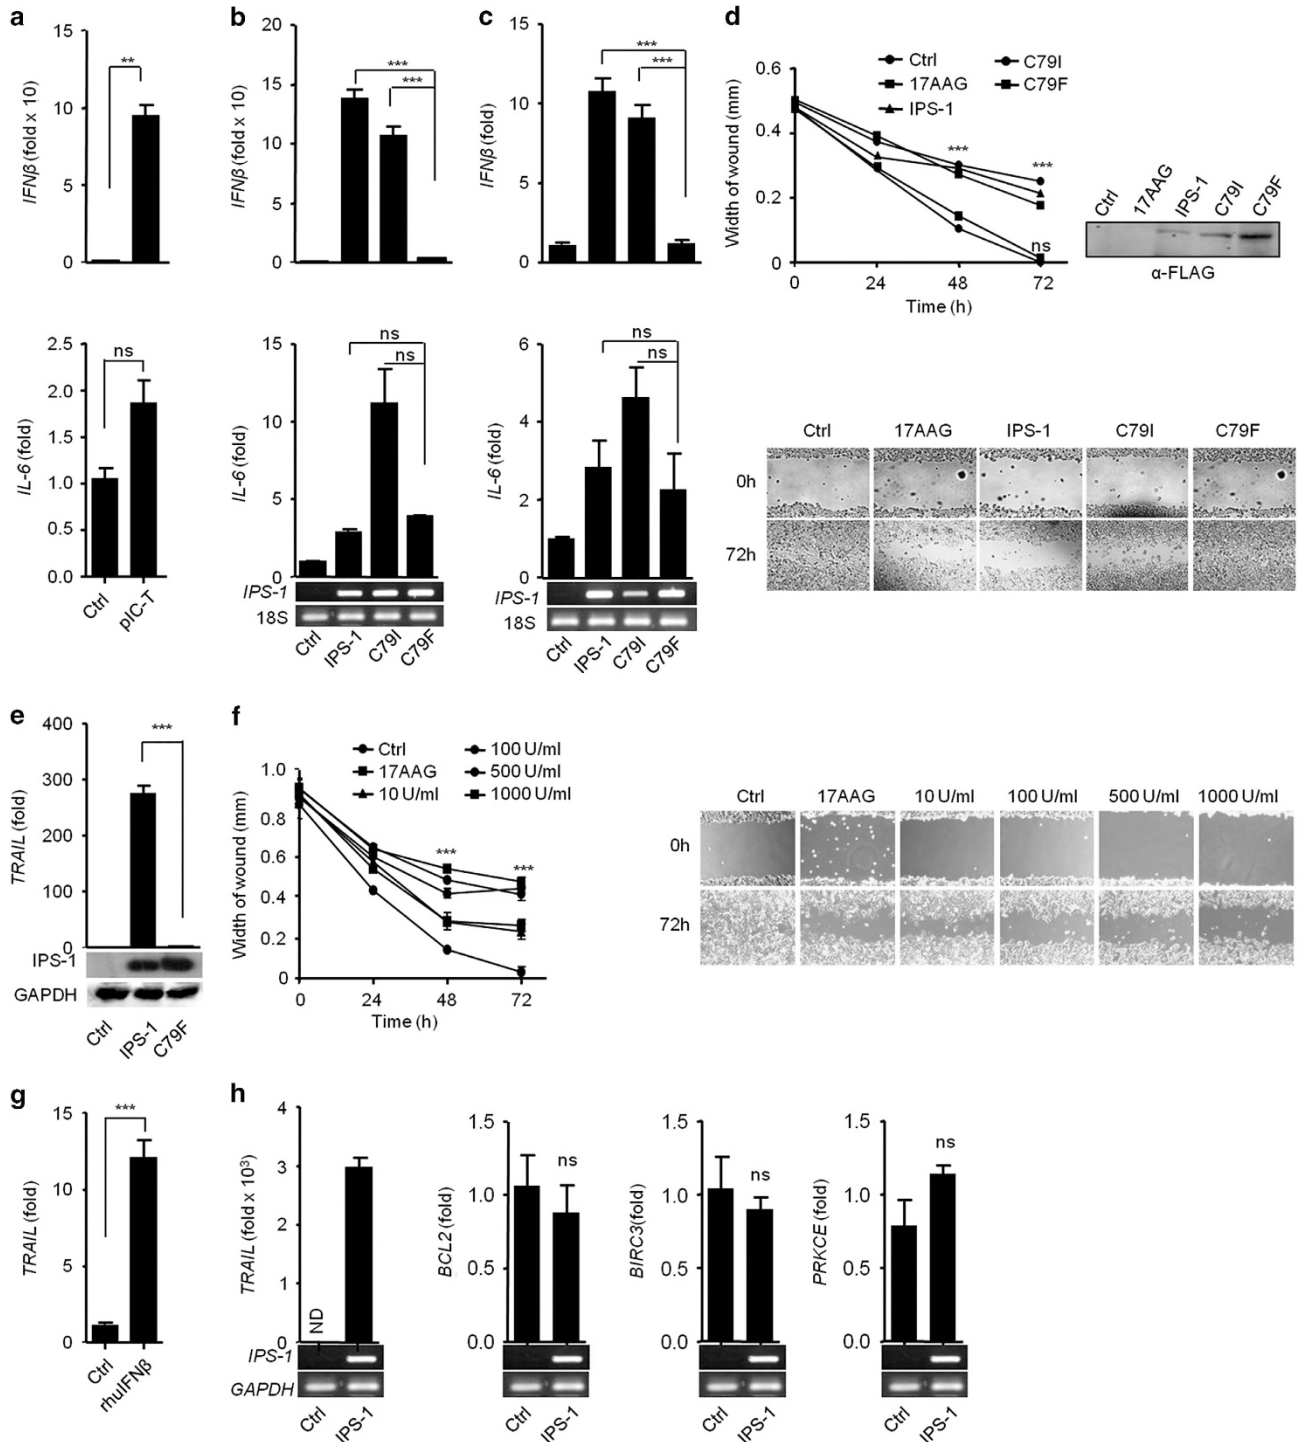 a
IFNβ (fold x 10)
15
10
5
0
**
IL-6 (fold)
2.5
2.0
1.5
1.0
0.5
0.0
ns
Ctrl
pIC-T
b
IFNβ (fold x 10)
20
15
10
5
0
***
***
IL-6 (fold)
15
10
5
0
ns
ns
IPS-1
18S
Ctrl
IPS-1
C79I
C79F
c
IFNβ (fold)
15
10
5
0
***
***
IL-6 (fold)
6
4
2
0
ns
ns
IPS-1
18S
Ctrl
IPS-1
C79I
C79F
d
Ctrl
17AAG
IPS-1
C79I
C79F
Width of wound (mm)
0.6
0.4
0.2
0
***
***
ns
0 24 48 72
Time (h)
Ctrl
17AAG
IPS-1
C79I
C79F
α-FLAG
Ctrl 17AAG IPS-1 C79I C79F
0h
72h
e
TRAIL (fold)
400
300
200
100
0
***
IPS-1
GAPDH
Ctrl
IPS-1
C79F
f
Ctrl
17AAG
10 U/ml
100 U/ml
500 U/ml
1000 U/ml
Width of wound (mm)
1.0
0.8
0.6
0.4
0.2
0
***
***
0 24 48 72
Time (h)
Ctrl 17AAG 10 U/ml 100 U/ml 500 U/ml 1000 U/ml
0h
72h
g
TRAIL (fold)
15
10
5
0
***
Ctrl
rhuIFNβ
h
TRAIL (fold x 10³)
4
3
2
1
0
ND
IPS-1
GAPDH
Ctrl
IPS-1
BCL2 (fold)
1.5
1.0
0.5
0.0
ns
Ctrl
IPS-1
BIRC3(fold)
1.5
1.0
0.5
0.0
ns
Ctrl
IPS-1
PRKCE (fold)
1.5
1.0
0.5
0.0
ns
Ctrl
IPS-1